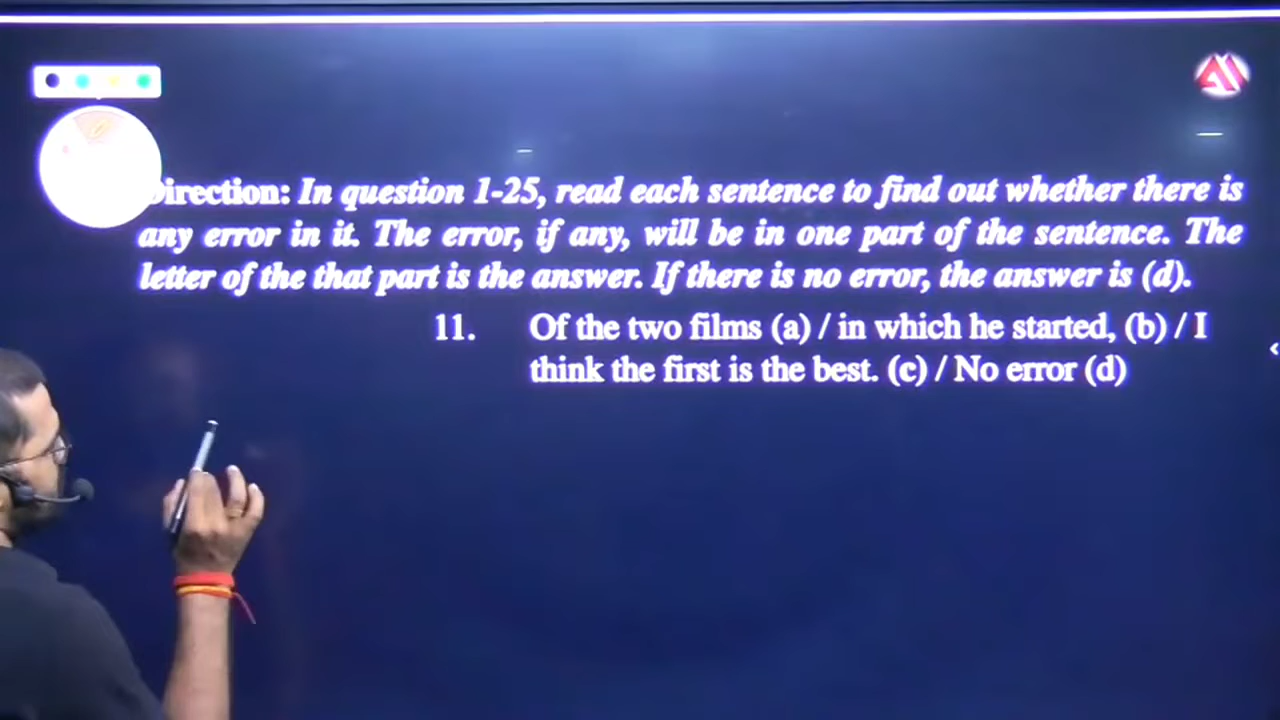 Direction: In question 1-25, read each sentence to find out whether there is
any error in it. The error, if any, will be in one part of the sentence. The
letter of the that part is the answer. If there is no error, the answer is (d).
11. Of the two films (a) / in which he started, (b) / I
think the first is the best. (c) / No error (d)